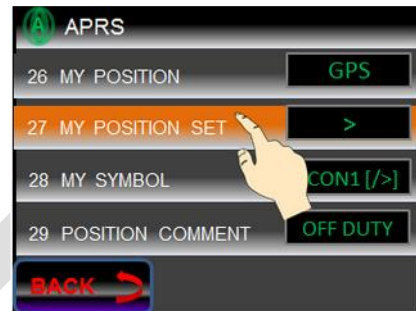 A APRS
26 MY POSITION GPS
27 MY POSITION SET >
28 MY SYMBOL CON1 [/>]
29 POSITION COMMENT OFF DUTY
BACK